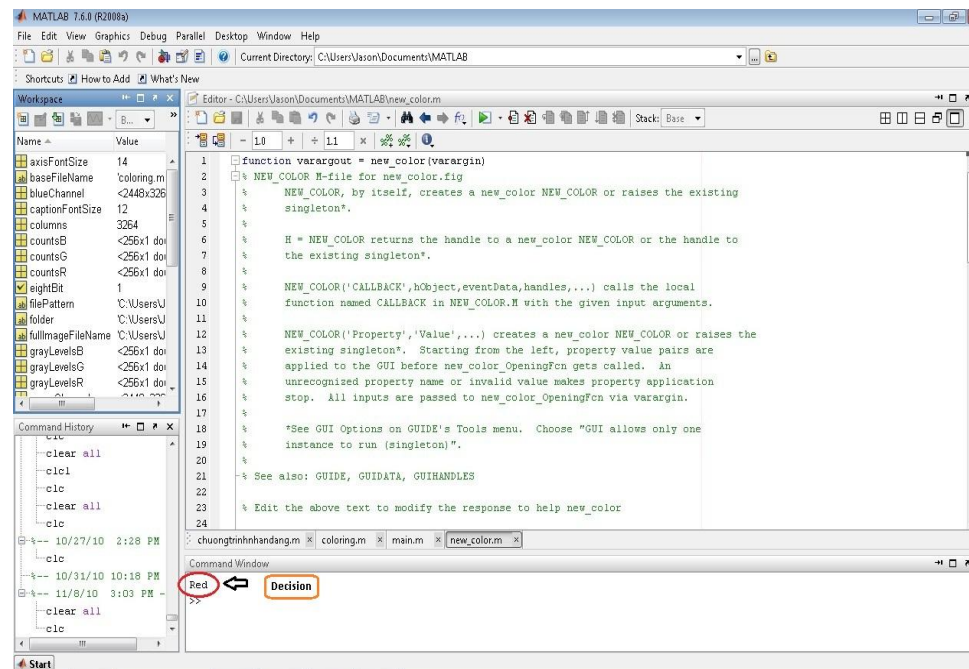 MATLAB 7.6.0 (R2008a)
File Edit View Graphics Debug Parallel Desktop Window Help
Current Directory: C:\Users\Jason\Documents\MATLAB
Shortcuts How to Add What's New
Workspace
B...
Name Value
axisFontSize 14
baseFileName 'coloring.m
blueChannel <2448x326
captionFontSize 12
columns 3264
countsB <256x1 dou
countsG <256x1 dou
countsR <256x1 dou
eightBit 1
filePattern 'C:\Users\J
folder 'C:\Users\J
fullImageFileName 'C:\Users\J
grayLevelsB <256x1 dou
grayLevelsG <256x1 dou
grayLevelsR <256x1 dou
Command History
clc
clear all
clcl
clc
clear all
clc
%-- 10/27/10 2:28 PM
clc
%-- 10/31/10 10:18 PM
%-- 11/8/10 3:03 PM -
clear all
clc
Editor - C:\Users\Jason\Documents\MATLAB\new_color.m
Stack: Base
- 1.0 + ÷ 1.1 ×
1 function varargout = new_color(varargin)
2 % NEW_COLOR M-file for new_color.fig
3 % NEW_COLOR, by itself, creates a new_color NEW_COLOR or raises the existing
4 % singleton*.
5 %
6 % H = NEW_COLOR returns the handle to a new_color NEW_COLOR or the handle to
7 % the existing singleton*.
8 %
9 % NEW_COLOR('CALLBACK',hObject,eventData,handles,...) calls the local
10 % function named CALLBACK in NEW_COLOR.M with the given input arguments.
11 %
12 % NEW_COLOR('Property','Value',...) creates a new_color NEW_COLOR or raises the
13 % existing singleton*. Starting from the left, property value pairs are
14 % applied to the GUI before new_color_OpeningFcn gets called. An
15 % unrecognized property name or invalid value makes property application
16 % stop. All inputs are passed to new_color_OpeningFcn via varargin.
17 %
18 % *See GUI Options on GUIDE's Tools menu. Choose "GUI allows only one
19 % instance to run (singleton)".
20 %
21 % See also: GUIDE, GUIDATA, GUIHANDLES
22
23 % Edit the above text to modify the response to help new_color
24
chuongtrinhnhandang.m × coloring.m × main.m × new_color.m ×
Command Window
Red
Decision
>>
Start